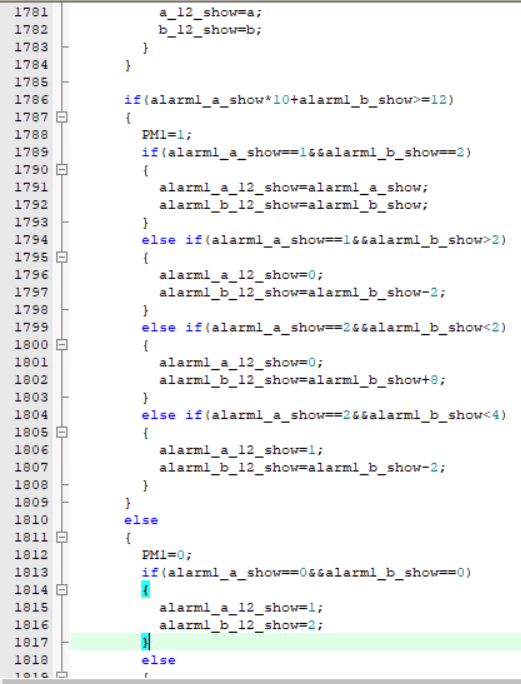 1781 a_12_show=a;
1782 b_12_show=b;
1783 }
1784 }
1785
1786 if(alarm1_a_show*10+alarm1_b_show>=12)
1787 {
1788 PM1=1;
1789 if(alarm1_a_show==1&&alarm1_b_show==2)
1790 {
1791 alarm1_a_12_show=alarm1_a_show;
1792 alarm1_b_12_show=alarm1_b_show;
1793 }
1794 else if(alarm1_a_show==1&&alarm1_b_show>2)
1795 {
1796 alarm1_a_12_show=0;
1797 alarm1_b_12_show=alarm1_b_show-2;
1798 }
1799 else if(alarm1_a_show==2&&alarm1_b_show<2)
1800 {
1801 alarm1_a_12_show=0;
1802 alarm1_b_12_show=alarm1_b_show+8;
1803 }
1804 else if(alarm1_a_show==2&&alarm1_b_show<4)
1805 {
1806 alarm1_a_12_show=1;
1807 alarm1_b_12_show=alarm1_b_show-2;
1808 }
1809 }
1810 else
1811 {
1812 PM1=0;
1813 if(alarm1_a_show==0&&alarm1_b_show==0)
1814 {
1815 alarm1_a_12_show=1;
1816 alarm1_b_12_show=2;
1817 }
1818 else
1819 {